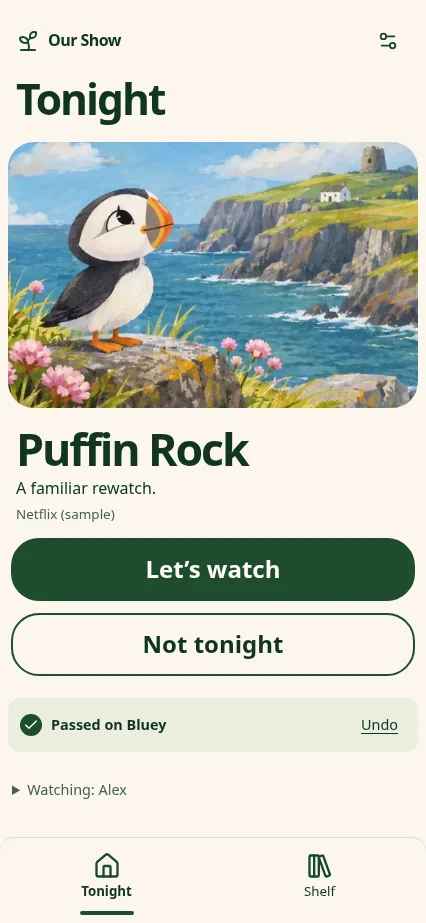 Our Show
Tonight
Puffin Rock
A familiar rewatch.
Netflix (sample)
Let’s watch
Not tonight
Passed on Bluey
Undo
Watching: Alex
Tonight
Shelf